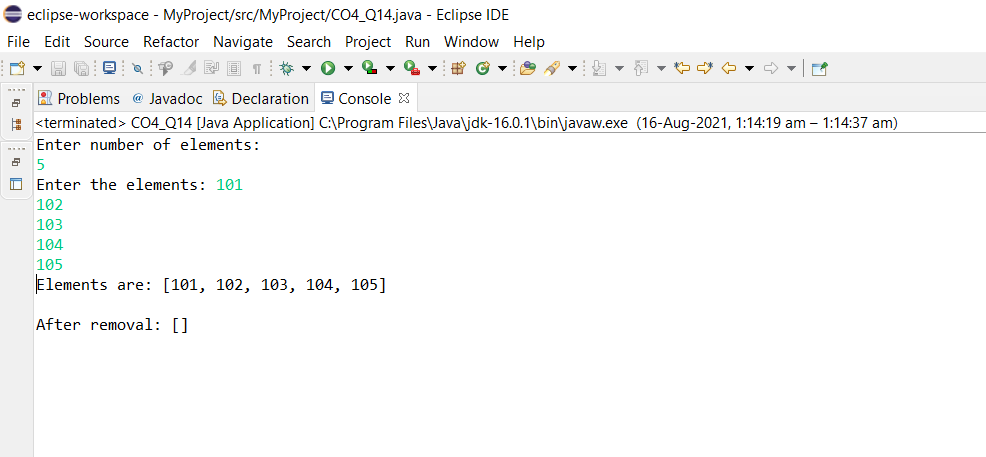 eclipse-workspace - MyProject/src/MyProject/CO4_Q14.java - Eclipse IDE
File Edit Source Refactor Navigate Search Project Run Window Help
Problems @ Javadoc Declaration Console
<terminated> CO4_Q14 [Java Application] C:\Program Files\Java\jdk-16.0.1\bin\javaw.exe (16-Aug-2021, 1:14:19 am – 1:14:37 am)
Enter number of elements:
5
Enter the elements: 101
102
103
104
105
Elements are: [101, 102, 103, 104, 105]
After removal: []